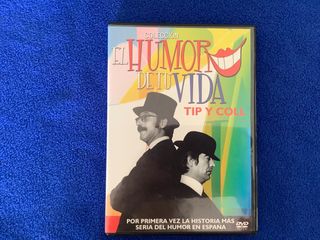 COLECCIÓN
EL HUMOR
DE TU VIDA
TIP Y COLL
POR PRIMERA VEZ LA HISTORIA MÁS
SERIA DEL HUMOR EN ESPAÑA
DVD